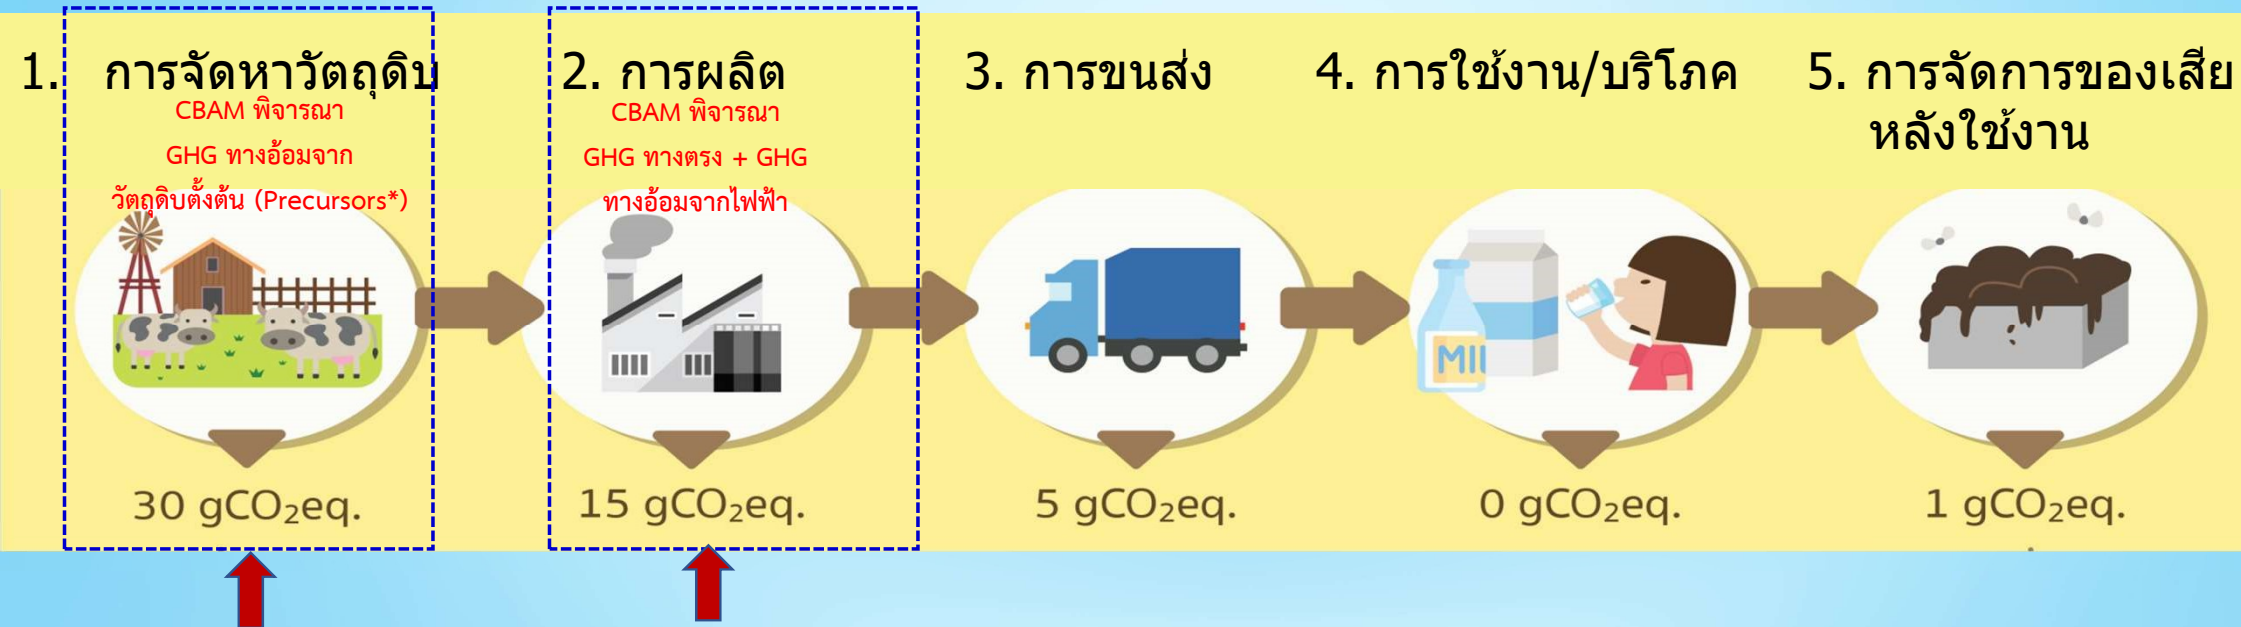 1. การจัดหาวัตถุดิบ
CBAM พิจารณา
GHG ทางอ้อมจาก
วัตถุดิบตั้งต้น (Precursors*)
30 gCO₂eq.
2. การผลิต
CBAM พิจารณา
GHG ทางตรง + GHG
ทางอ้อมจากไฟฟ้า
15 gCO₂eq.
3. การขนส่ง
5 gCO₂eq.
4. การใช้งาน/บริโภค
MIL
0 gCO₂eq.
5. การจัดการของเสีย
หลังใช้งาน
1 gCO₂eq.